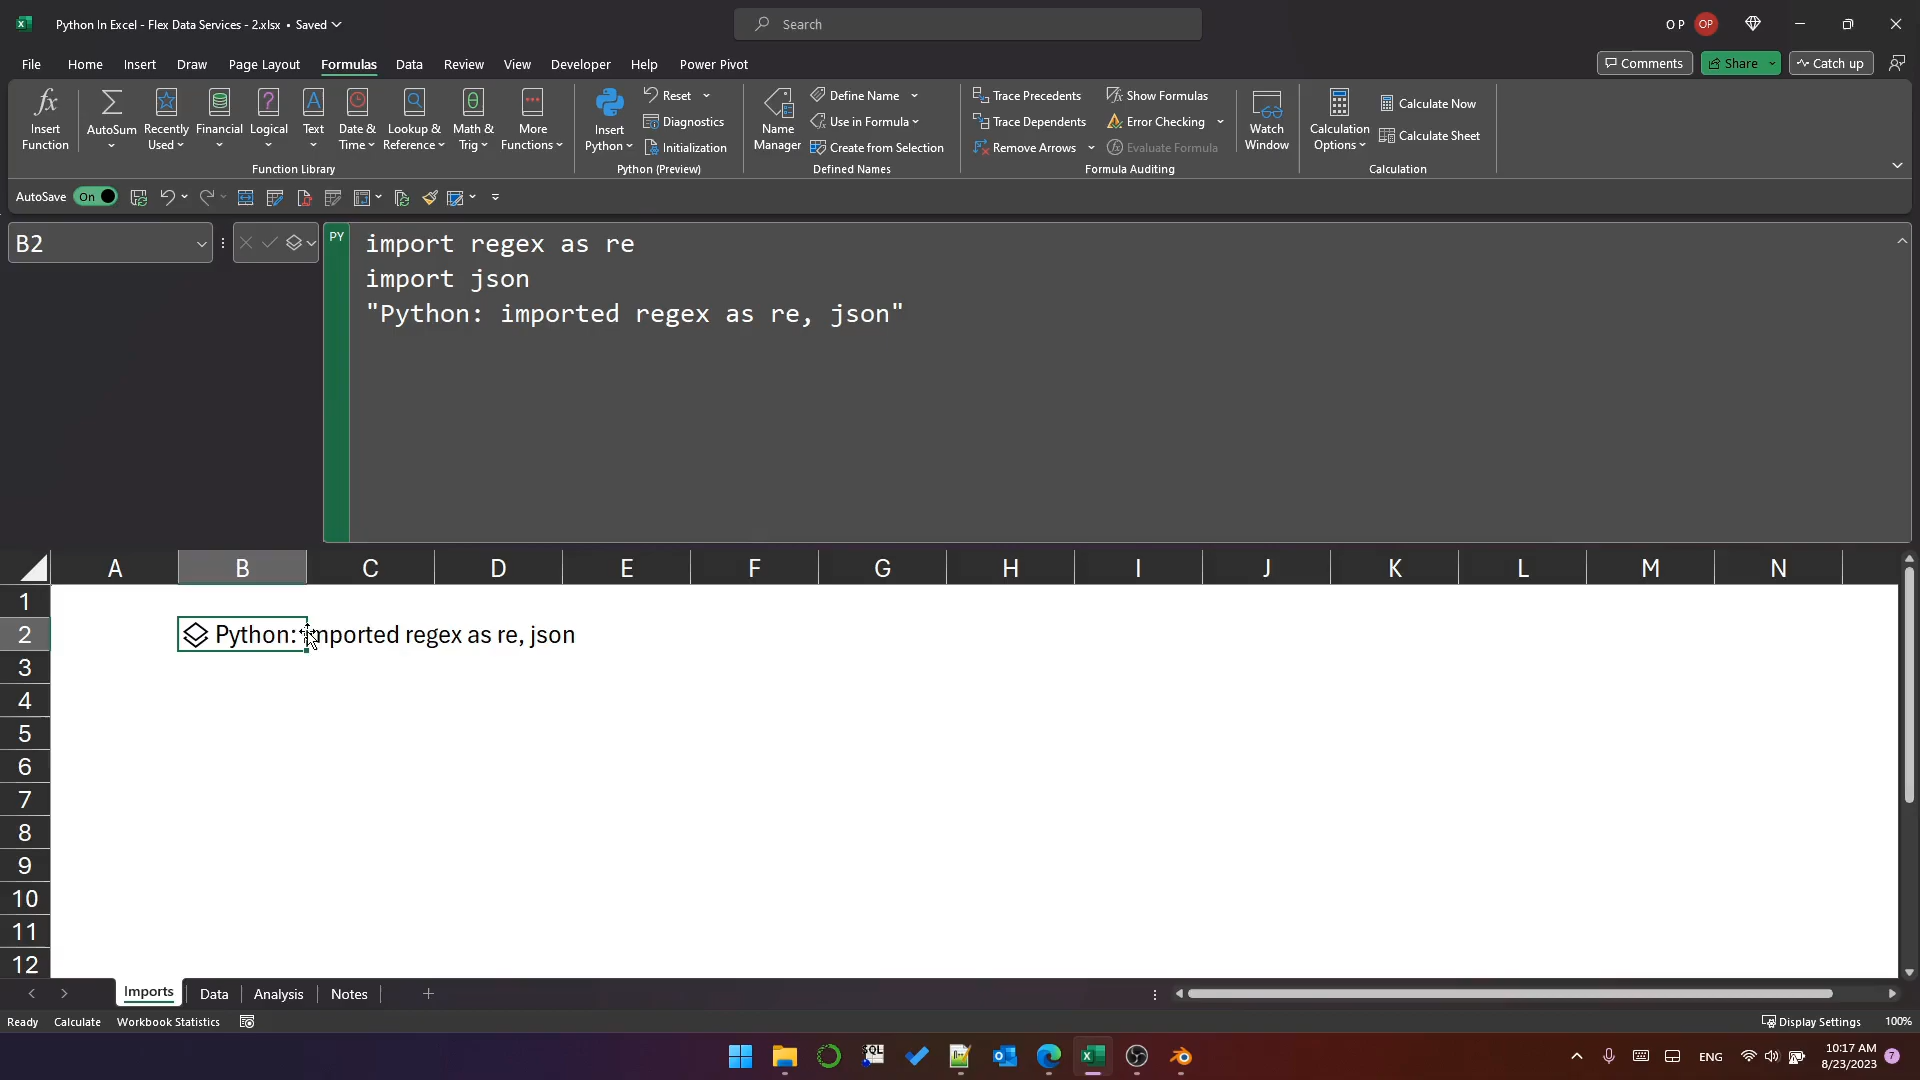 Python In Excel - Flex Data Services - 2.xlsx • Saved
Search
O P
OP
File
Home
Insert
Draw
Page Layout
Formulas
Data
Review
View
Developer
Help
Power Pivot
Comments
Share
Catch up
Insert Function
AutoSum
Recently Used
Financial
Logical
Text
Date & Time
Lookup & Reference
Math & Trig
More Functions
Function Library
Insert Python
Reset
Diagnostics
Initialization
Python (Preview)
Name Manager
Define Name
Use in Formula
Create from Selection
Defined Names
Trace Precedents
Trace Dependents
Remove Arrows
Show Formulas
Error Checking
Evaluate Formula
Formula Auditing
Watch Window
Calculation Options
Calculate Now
Calculate Sheet
Calculation
AutoSave
On
B2
PY
import regex as re
import json
"Python: imported regex as re, json"
A B C D E F G H I J K L M N
1
2 Python: imported regex as re, json
3
4
5
6
7
8
9
10
11
12
Imports
Data
Analysis
Notes
Ready
Calculate
Workbook Statistics
Display Settings
100%
SQL
ENG
10:17 AM
8/23/2023
7